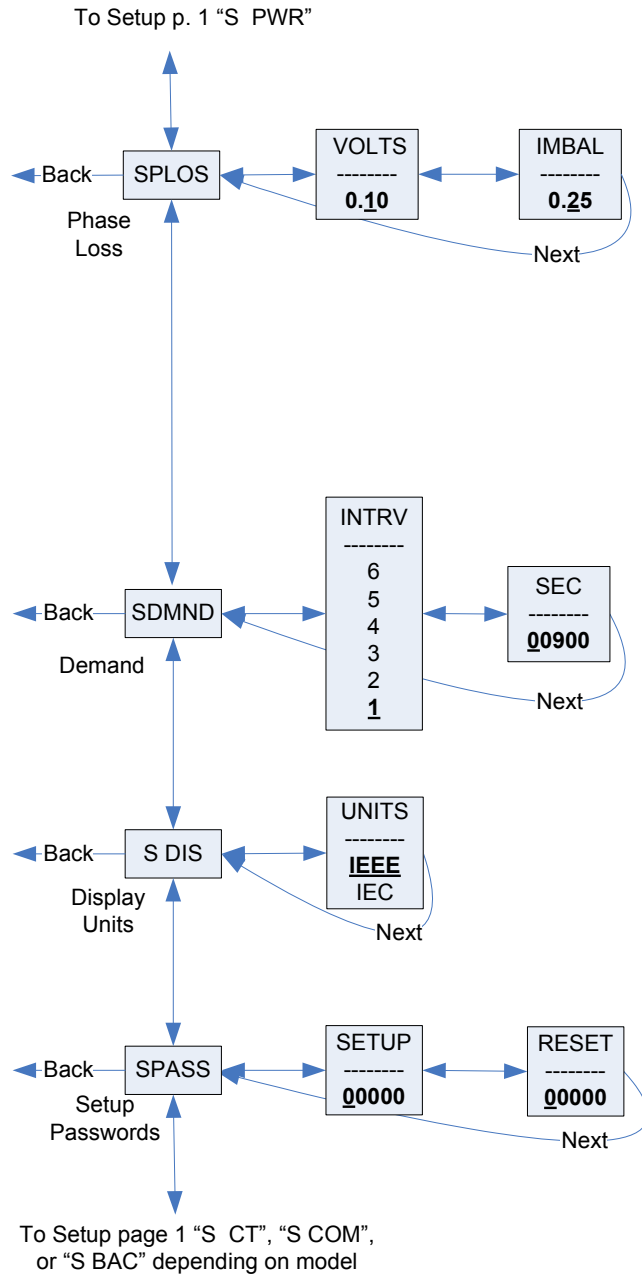 To Setup p. 1 “S  PWR”
Back
SPLOS
Phase
Loss
VOLTS
--------
0.10
IMBAL
--------
0.25
Next
Back
SDMND
Demand
INTRV
--------
6
5
4
3
2
1
SEC
--------
00900
Next
Back
S DIS
Display
Units
UNITS
--------
IEEE
IEC
Next
Back
SPASS
Setup
Passwords
SETUP
--------
00000
RESET
--------
00000
Next
To Setup page 1 “S  CT”, “S COM”,
or “S BAC” depending on model